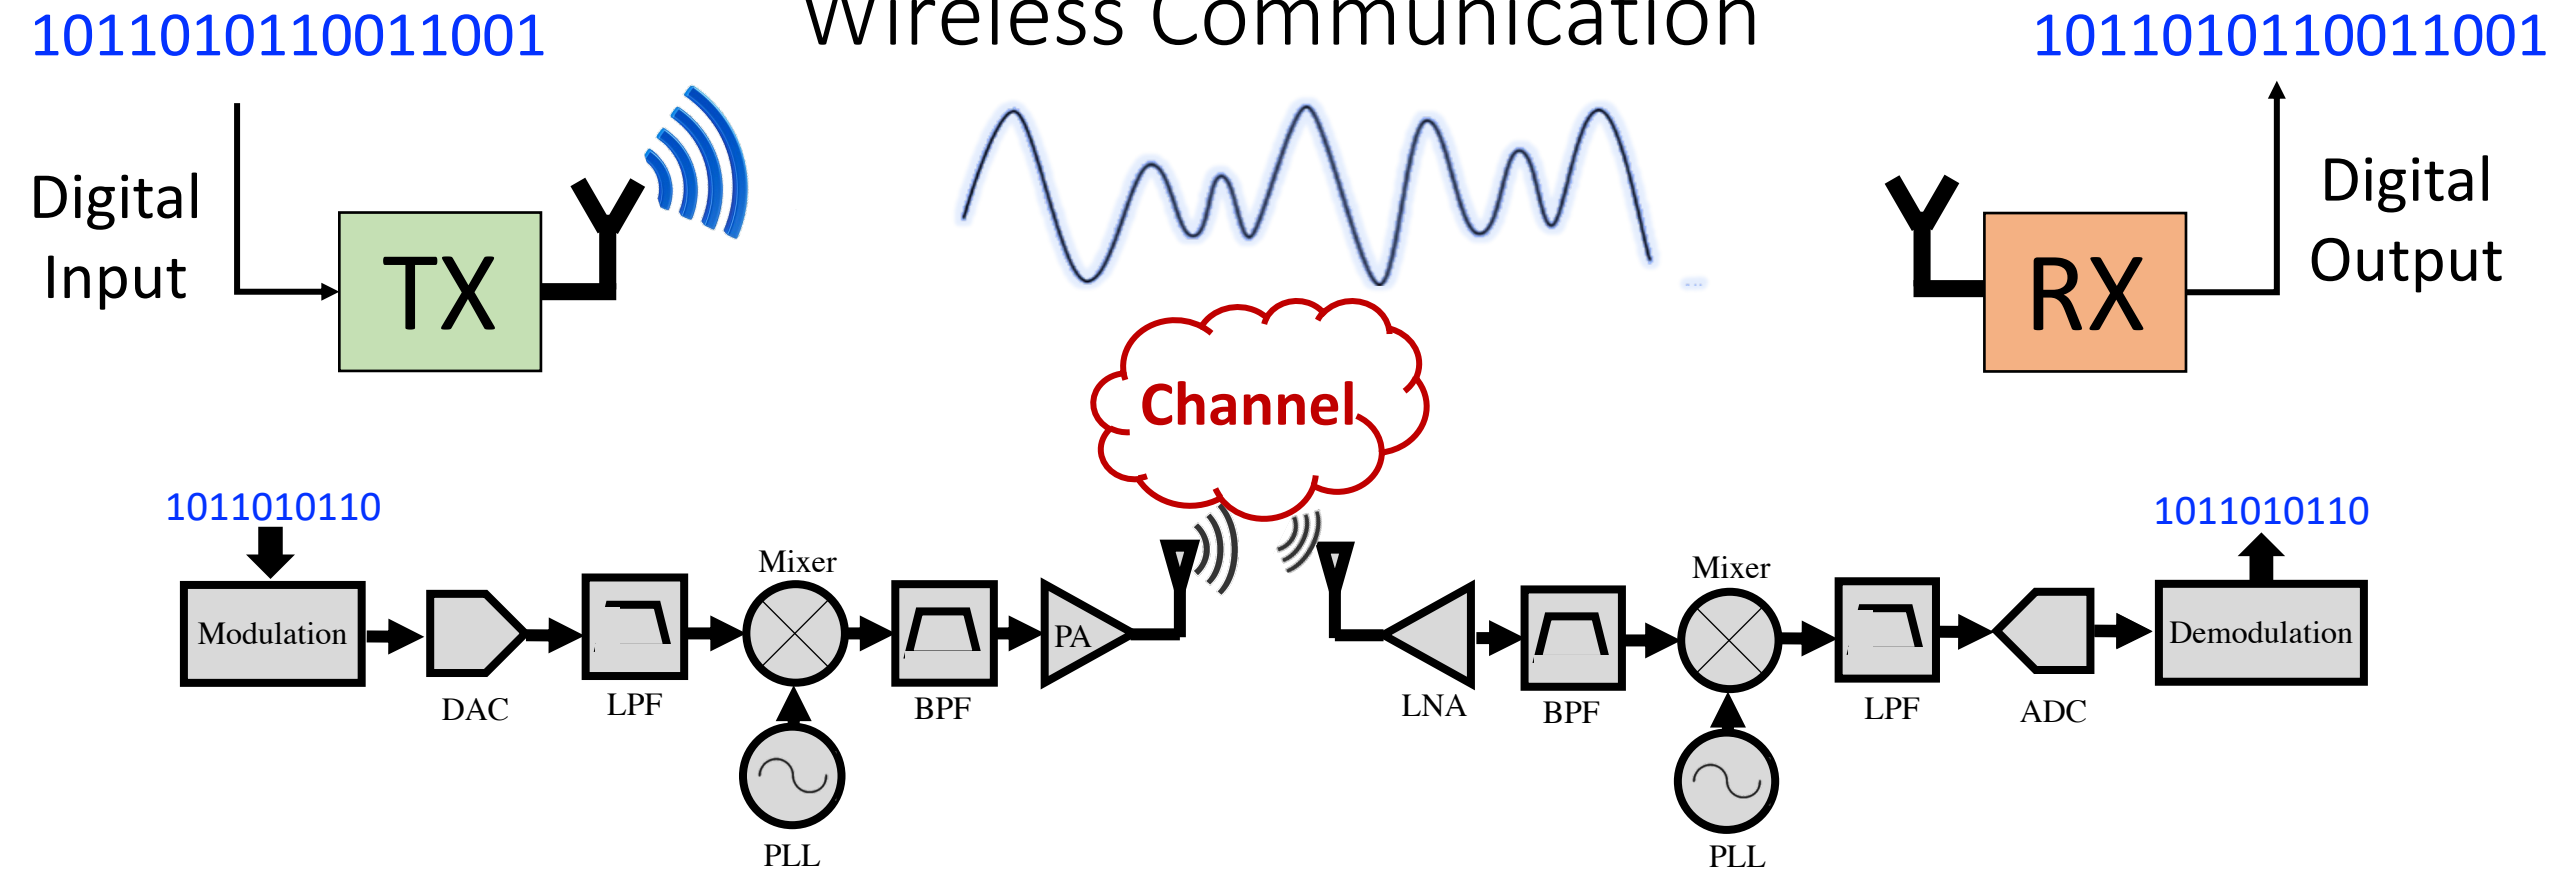 Wireless Communication
1011010110011001
1011010110011001
Digital
Input
TX
RX
Digital
Output
...
Channel
1011010110
1011010110
Modulation
DAC
LPF
Mixer
PLL
BPF
PA
LNA
BPF
Mixer
PLL
LPF
ADC
Demodulation